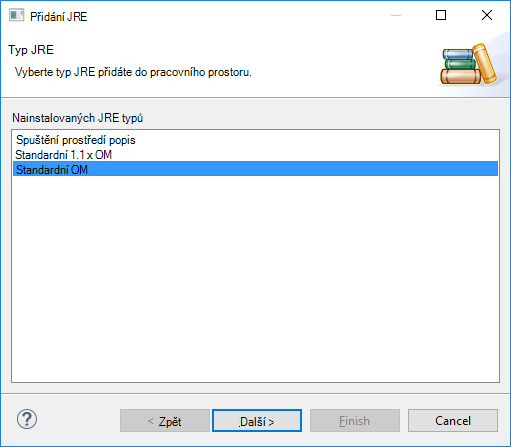 Přidání JRE
Typ JRE
Vyberte typ JRE přidáte do pracovního prostoru.
Nainstalovaných JRE typů
Spuštění prostředí popis
Standardní 1.1 x OM
Standardní OM
?
< Zpět
Další >
Finish
Cancel